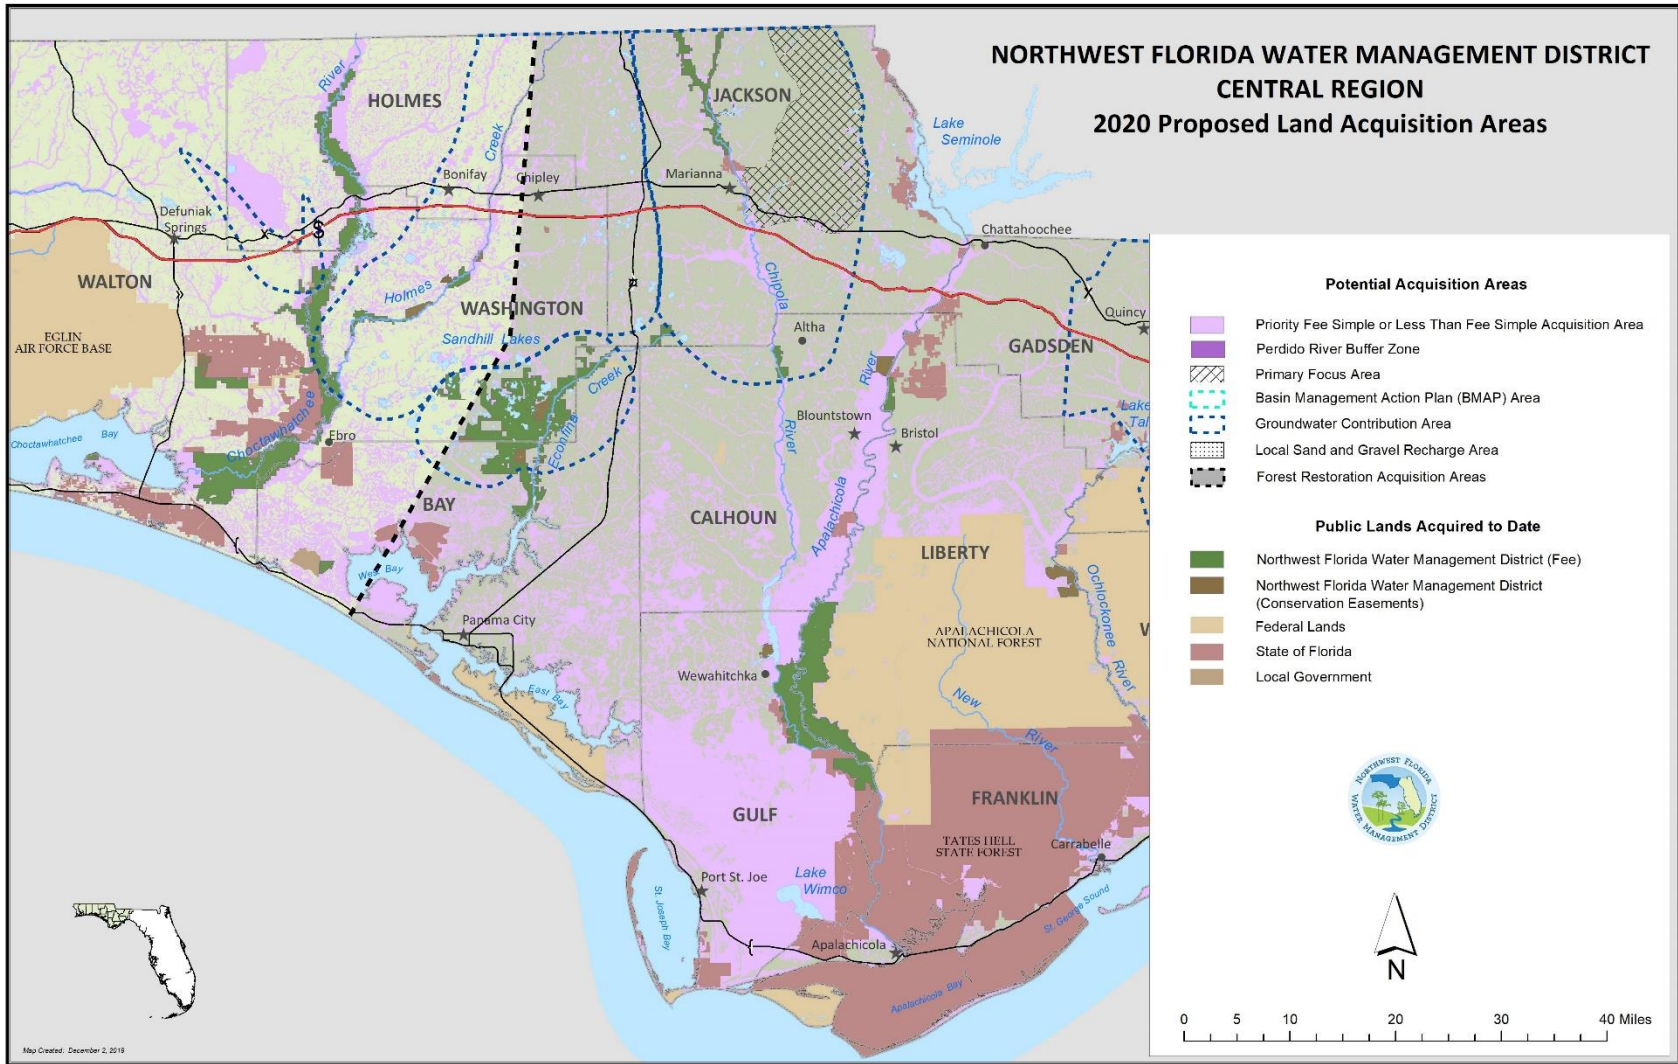 NORTHWEST FLORIDA WATER MANAGEMENT DISTRICT
CENTRAL REGION
2020 Proposed Land Acquisition Areas
River
HOLMES
Creek
JACKSON
Lake
Seminole
Bonifay
Chipley
Marianna
Defuniak
Springs
$
x
Chattahoochee
WALTON
Holmes
WASHINGTON
Chipola
x
Quincy
EGLIN
AIR FORCE BASE
Sandhill Lakes
Altha
GADSDEN
Creek
River
Lake
Tal
Choctawhatchee
Choctawhatchee Bay
Ebro
Econfina
Blountstown
Bristol
River
BAY
CALHOUN
Apalachicola
LIBERTY
West Bay
Ochlockonee
River
Panama City
APALACHICOLA
NATIONAL FOREST
W
Wewahitchka
East Bay
New
River
GULF
FRANKLIN
TATES HELL
STATE FOREST
Carrabelle
Port St. Joe
Lake
Wimco
St. Joseph Bay
St. George Sound
Apalachicola
Apalachicola Bay
Potential Acquisition Areas
Priority Fee Simple or Less Than Fee Simple Acquisition Area
Perdido River Buffer Zone
Primary Focus Area
Basin Management Action Plan (BMAP) Area
Groundwater Contribution Area
Local Sand and Gravel Recharge Area
Forest Restoration Acquisition Areas
Public Lands Acquired to Date
Northwest Florida Water Management District (Fee)
Northwest Florida Water Management District
(Conservation Easements)
Federal Lands
State of Florida
Local Government
NORTHWEST FLORIDA
WATER MANAGEMENT DISTRICT
N
0 5 10 20 30 40 Miles
Map Created: December 2, 2019